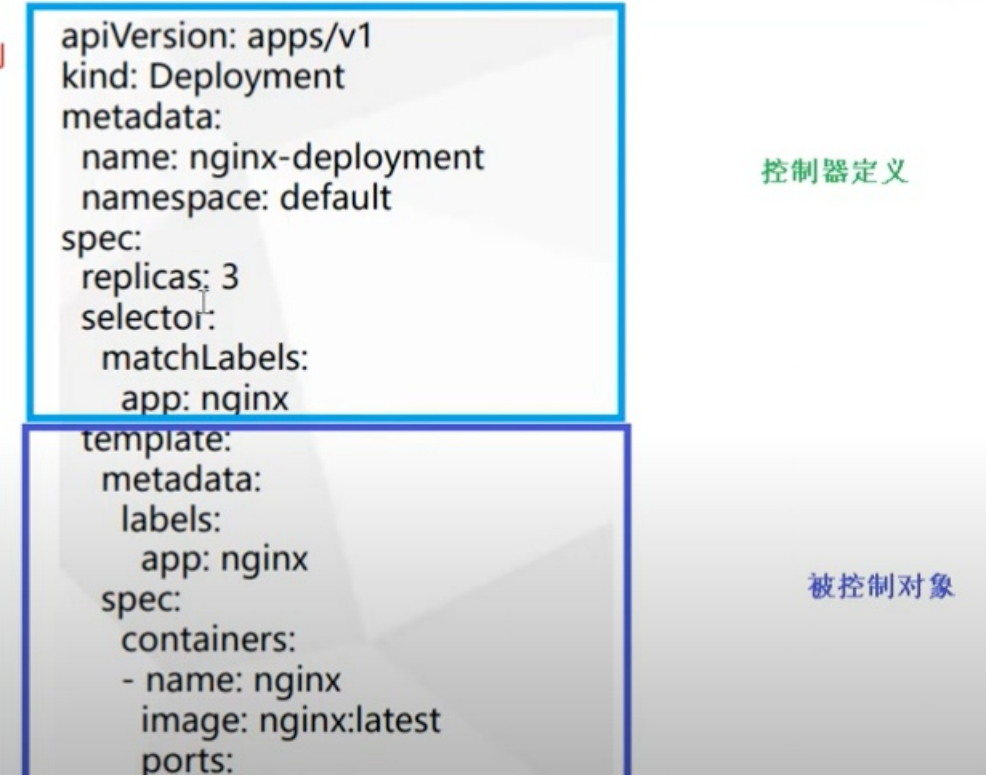 apiVersion: apps/v1
kind: Deployment
metadata:
  name: nginx-deployment
  namespace: default
控制器定义
spec:
  replicas: 3
  selector:
    matchLabels:
      app: nginx
  template:
    metadata:
      labels:
        app: nginx
    spec:
被控制对象
      containers:
      - name: nginx
        image: nginx:latest
        ports: